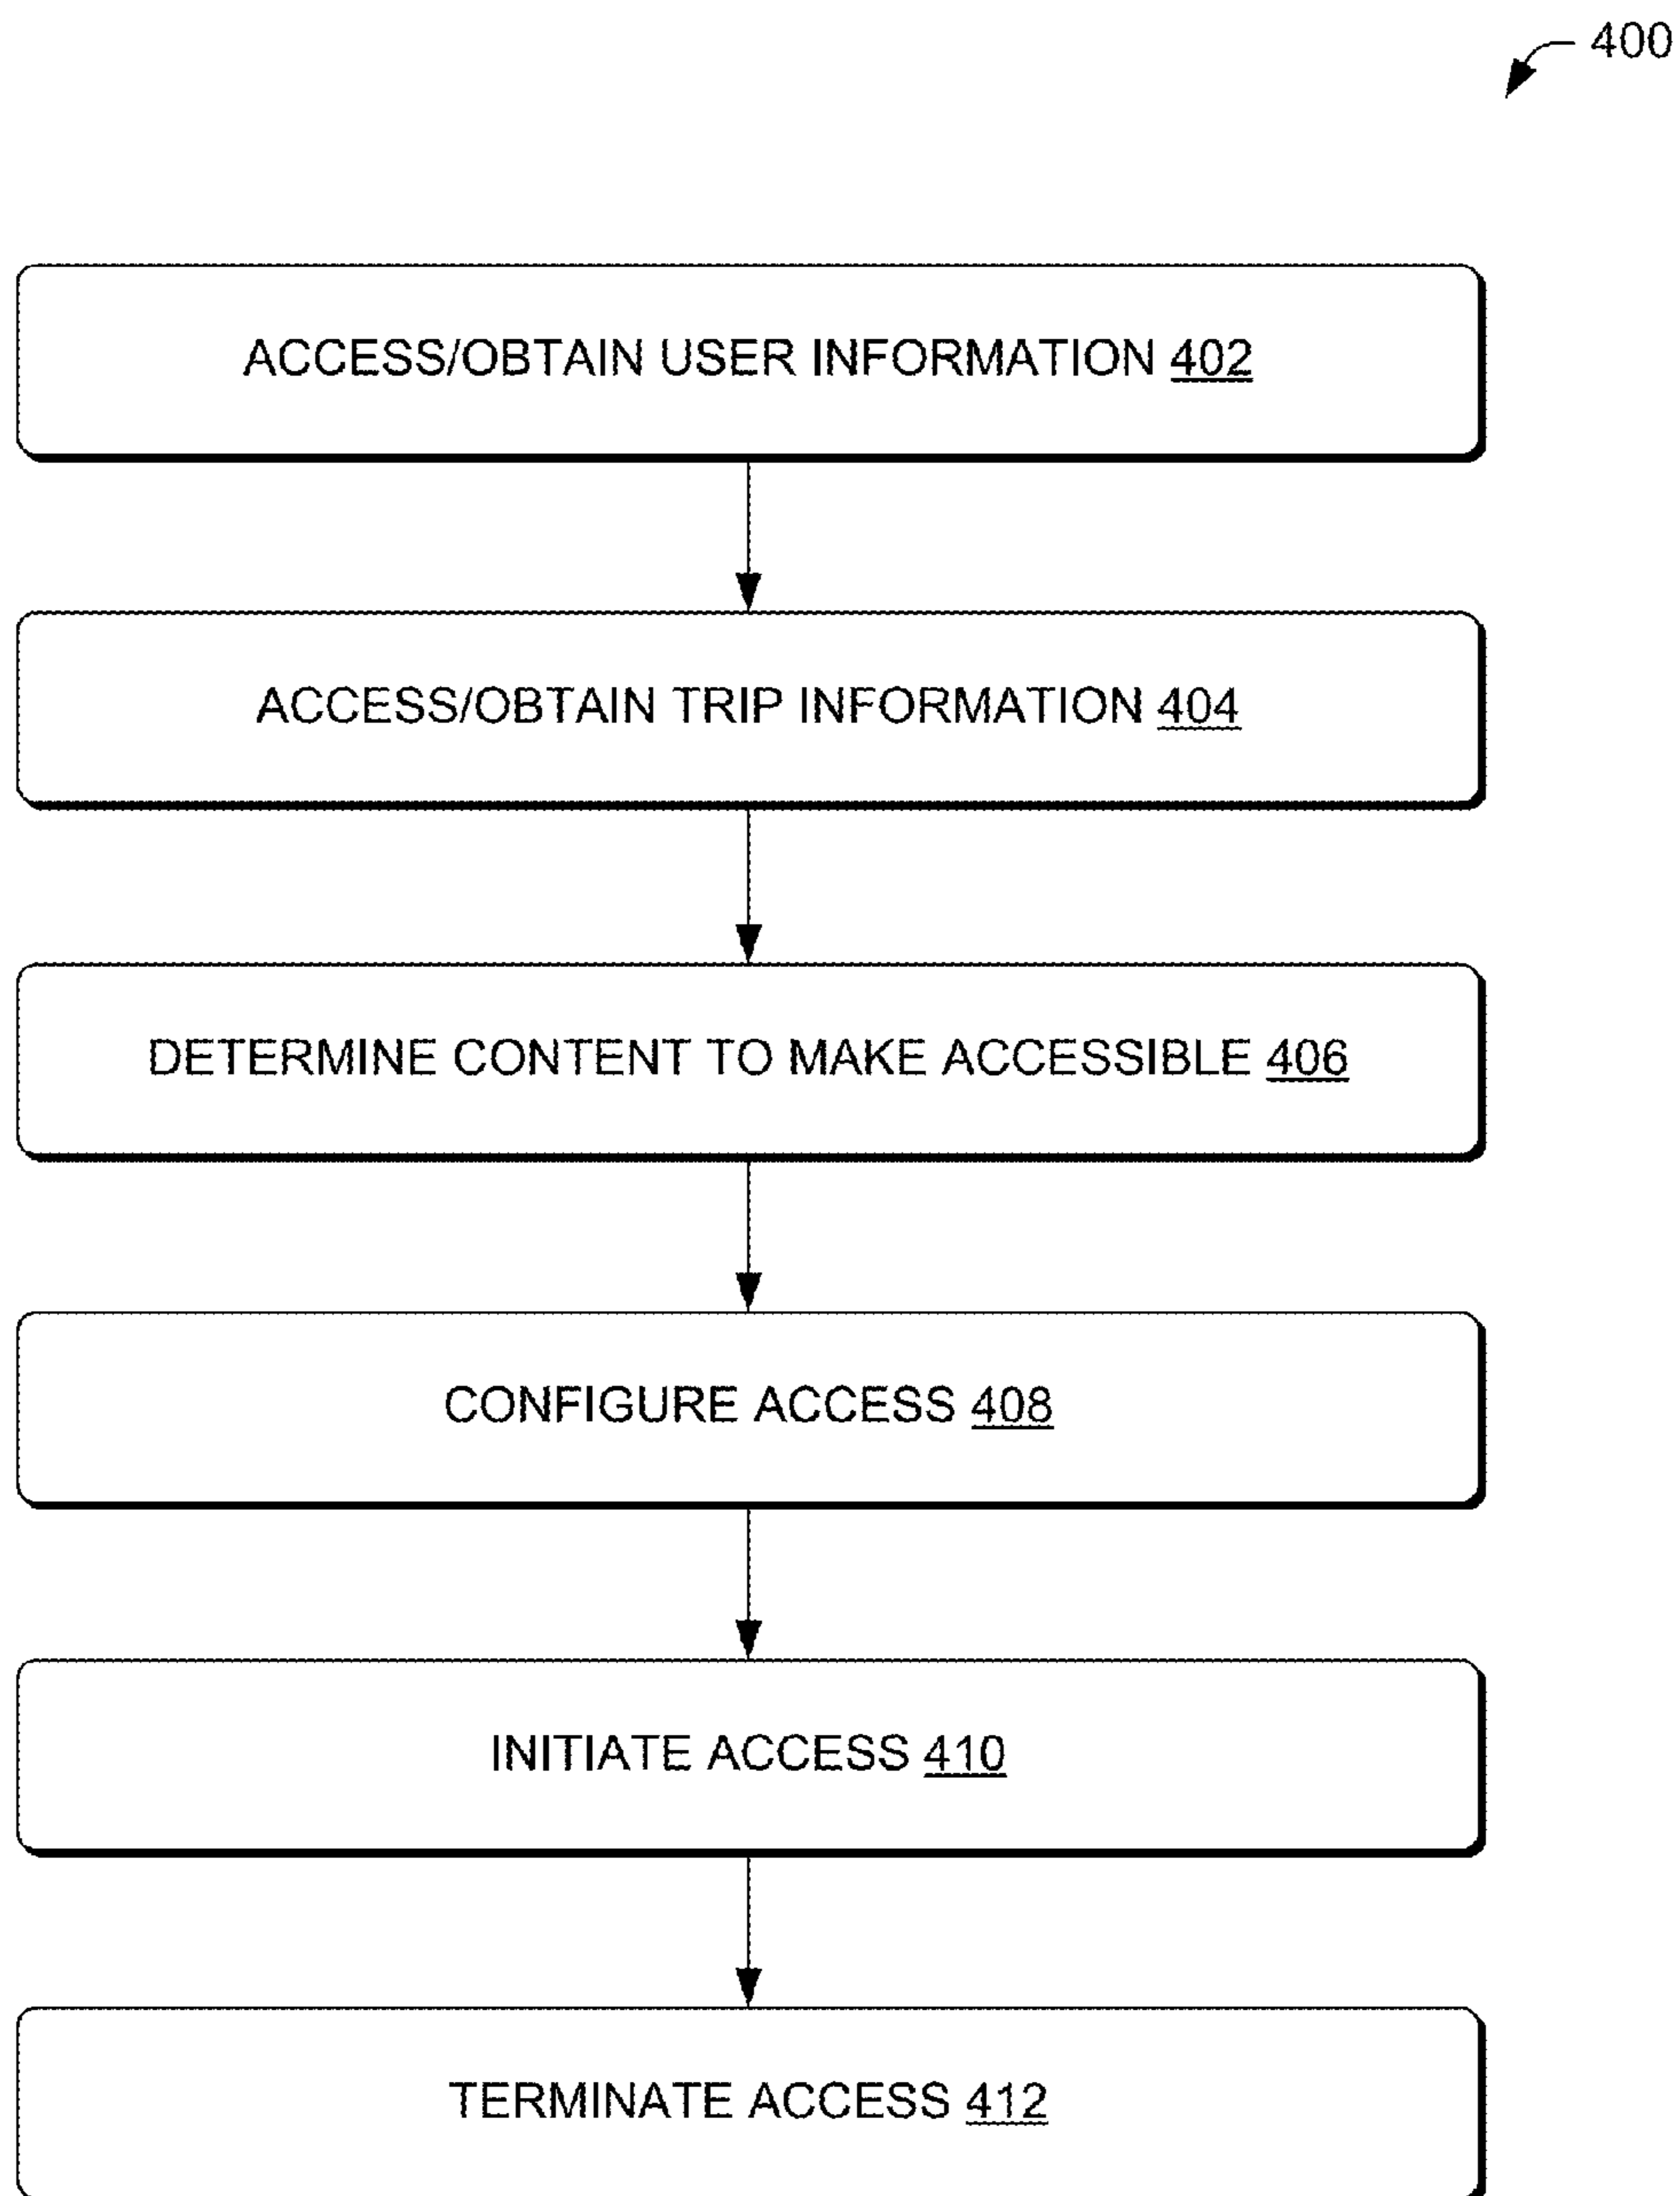 400
ACCESS/OBTAIN USER INFORMATION 402
ACCESS/OBTAIN TRIP INFORMATION 404
DETERMINE CONTENT TO MAKE ACCESSIBLE 406
CONFIGURE ACCESS 408
INITIATE ACCESS 410
TERMINATE ACCESS 412